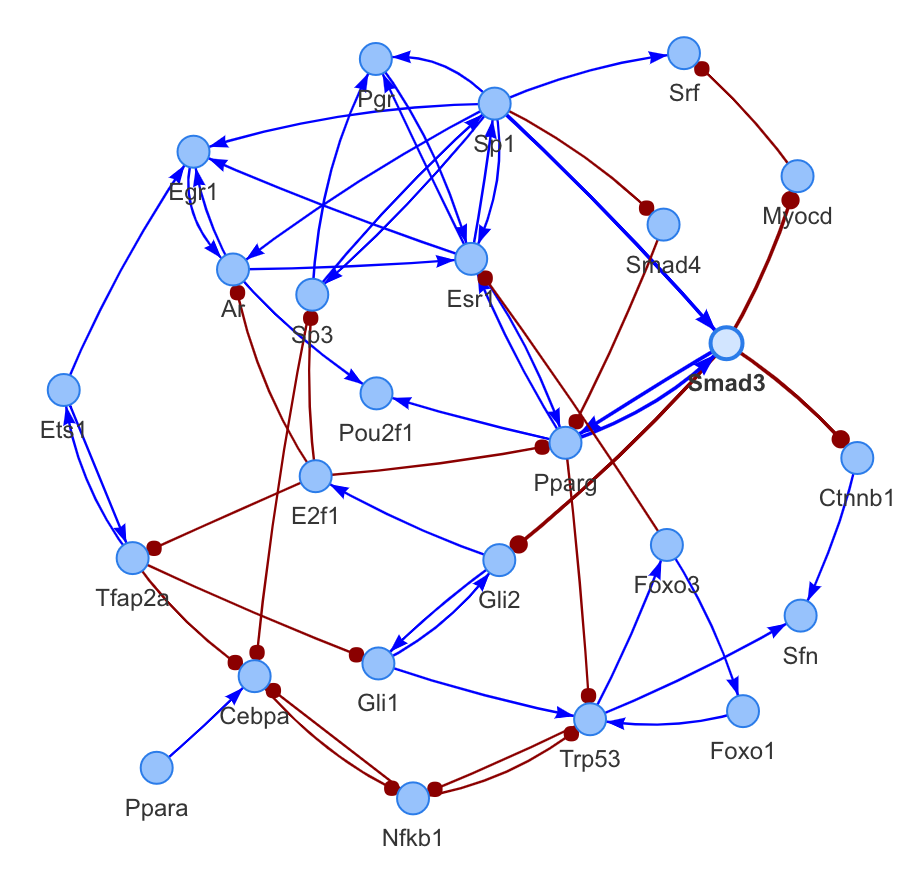 Pgr
Srf
Sp1
Egr1
Myocd
Smad4
Esr1
Ar
Sp3
Smad3
Ets1
Pou2f1
Pparg
Ctnnb1
E2f1
Tfap2a
Gli2
Foxo3
Sfn
Gli1
Cebpa
Trp53
Foxo1
Ppara
Nfkb1